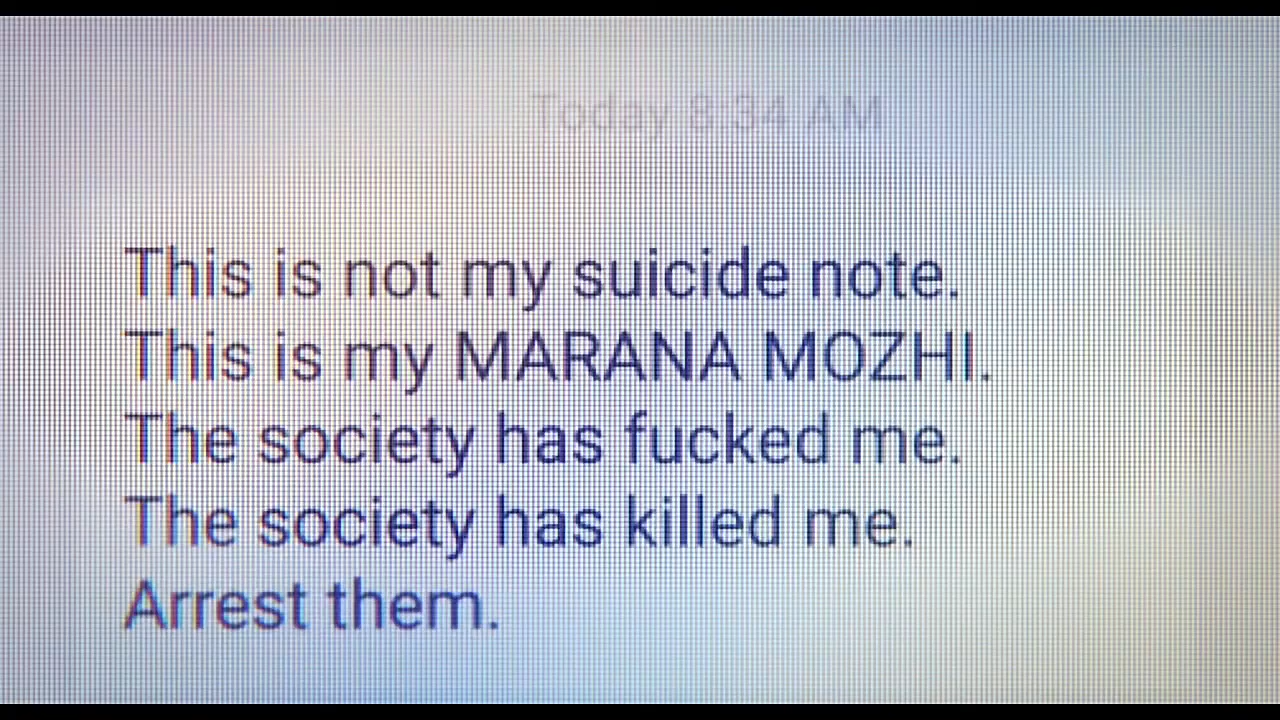 Today 8:34 AM
This is not my suicide note.
This is my MARANA MOZHI.
The society has fucked me.
The society has killed me.
Arrest them.